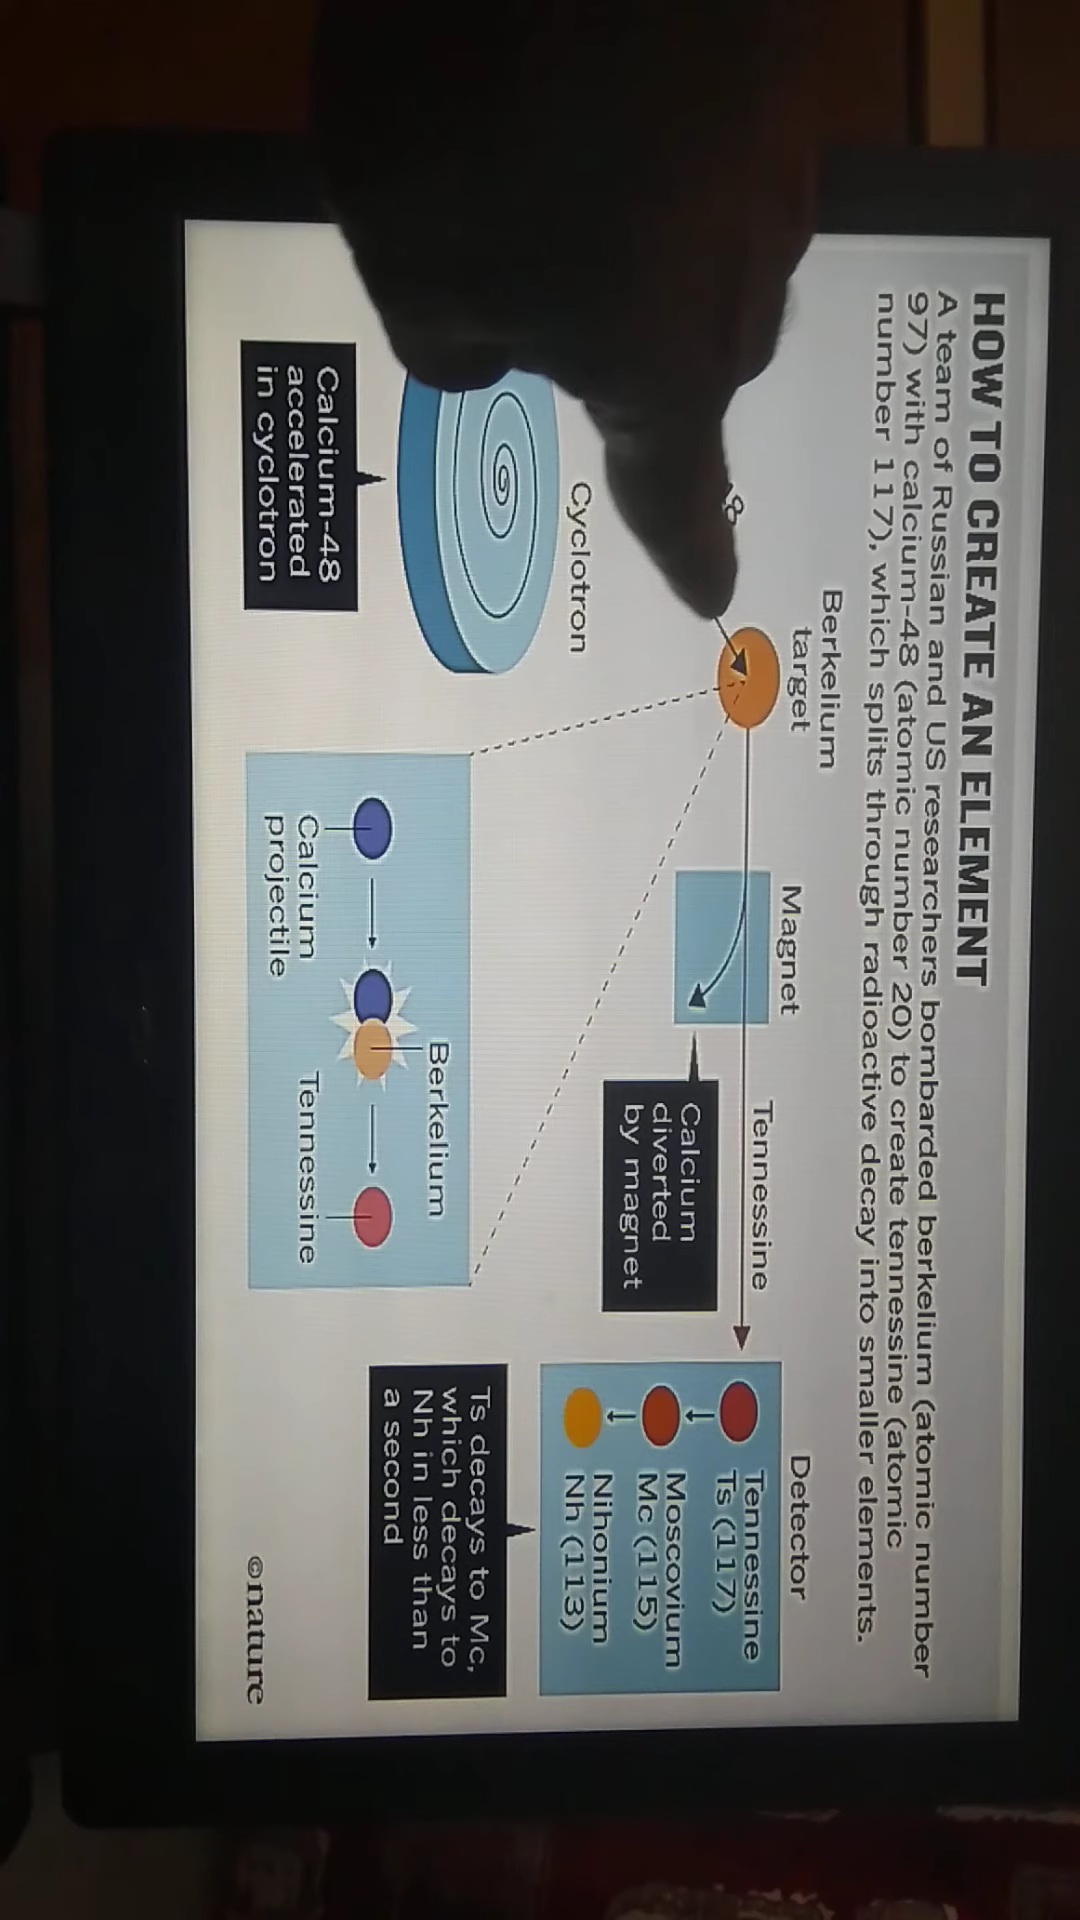 HOW TO CREATE AN ELEMENT
A team of Russian and US researchers bombarded berkelium (atomic number
97) with calcium-48 (atomic number 20) to create tennessine (atomic
number 117), which splits through radioactive decay into smaller elements.
Berkelium
target
Magnet
Tennessine
Detector
8
Cyclotron
Calcium-48
accelerated
in cyclotron
Calcium
diverted
by magnet
Tennessine
Ts (117)
Moscovium
Mc (115)
Nihonium
Nh (113)
Berkelium
Calcium
projectile
Tennessine
Ts decays to Mc,
which decays to
Nh in less than
a second
©nature